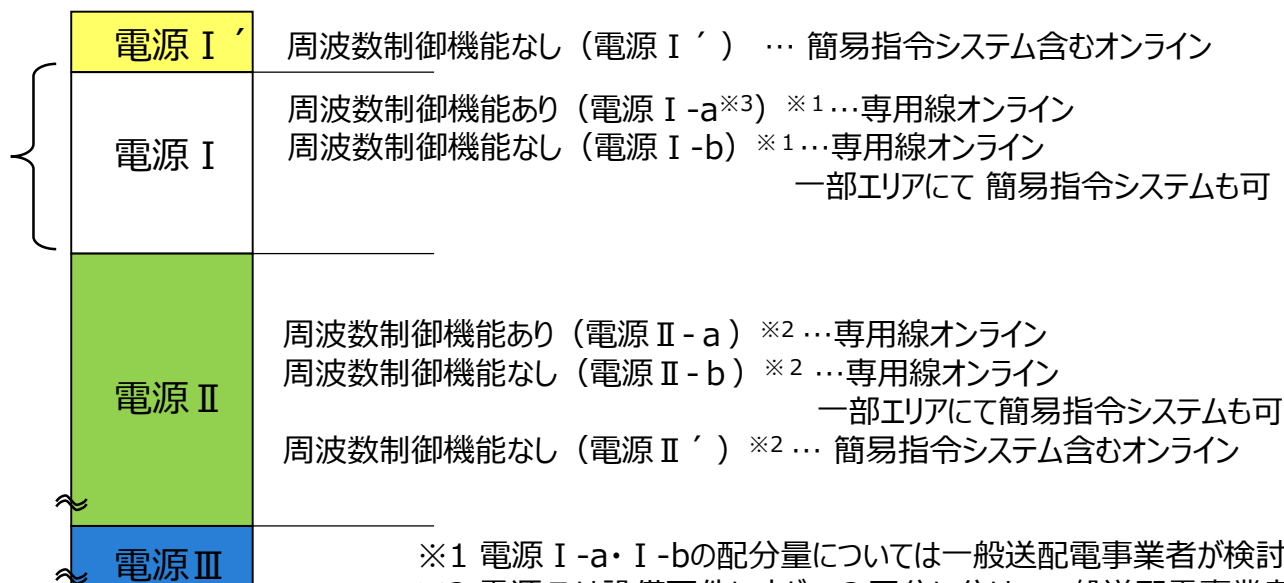 電源Ⅰ´ 周波数制御機能なし（電源Ⅰ´） … 簡易指令システム含むオンライン
電源Ⅰ
周波数制御機能あり（電源Ⅰ-a※3）※1…専用線オンライン
周波数制御機能なし（電源Ⅰ-b）※1…専用線オンライン
一部エリアにて 簡易指令システムも可
電源Ⅱ
周波数制御機能あり（電源Ⅱ-a）※2…専用線オンライン
周波数制御機能なし（電源Ⅱ-b）※2…専用線オンライン
一部エリアにて簡易指令システムも可
周波数制御機能なし（電源Ⅱ´）※2… 簡易指令システム含むオンライン
電源Ⅲ
※1 電源Ⅰ-a・Ⅰ-bの配分量については一般送配電事業者が検討